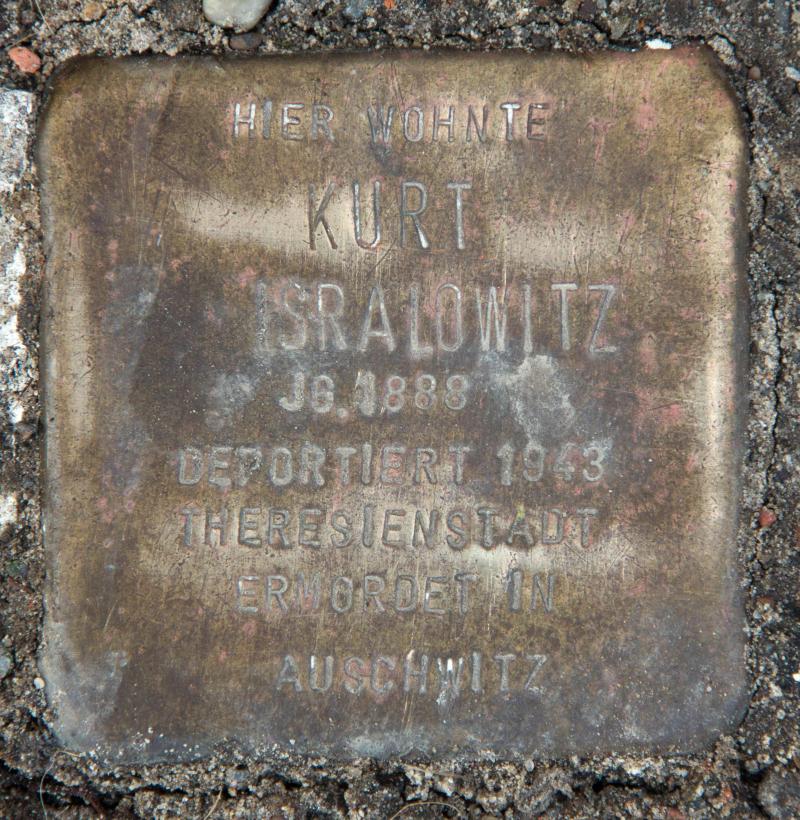 HIER WOHNTE
KURT
ISRALOWITZ
JG. 1888
DEPORTIERT 1943
THERESIENSTADT
ERMORDET IN
AUSCHWITZ